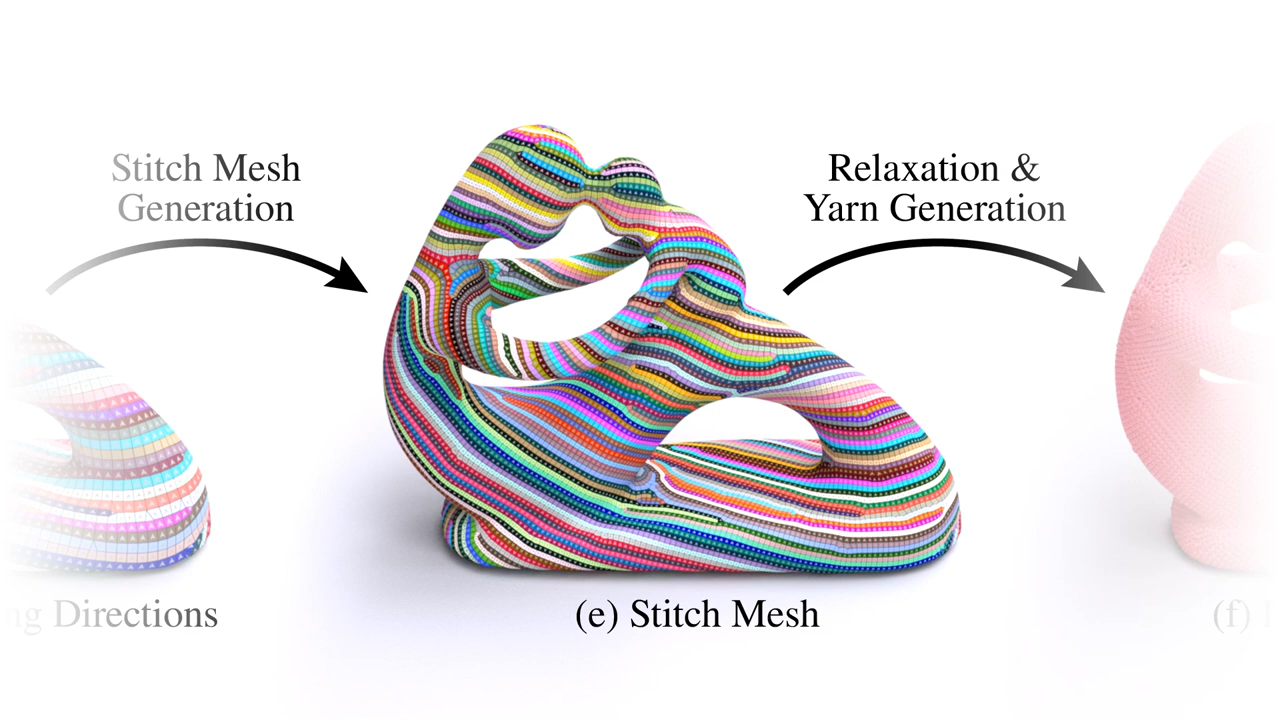 Stitch Mesh
Generation
Relaxation &
Yarn Generation
Directions
(e) Stitch Mesh
(f)